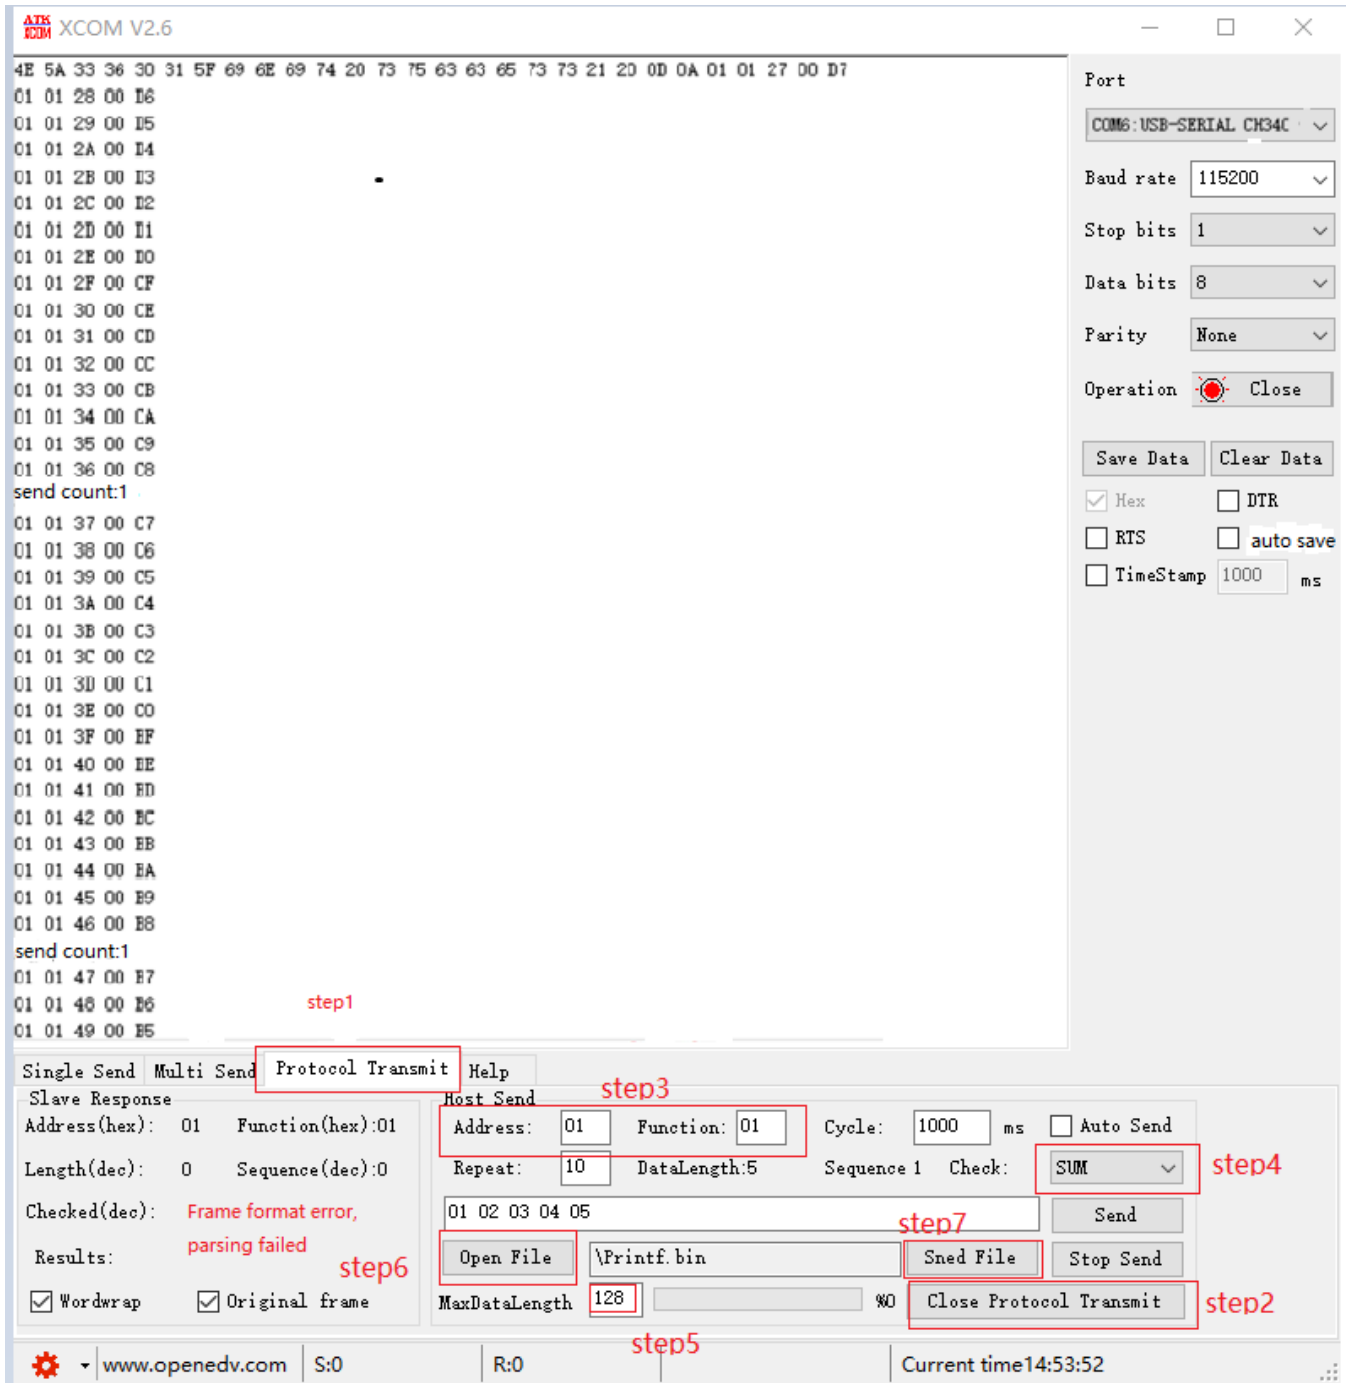 ATK XCOM XCOM V2.6
4E 5A 33 36 30 31 5F 69 6E 69 74 20 73 75 63 63 65 73 73 21 20 0D 0A 01 01 27 00 D7
01 01 28 00 D6
01 01 29 00 D5
01 01 2A 00 D4
01 01 2B 00 D3
01 01 2C 00 D2
01 01 2D 00 D1
01 01 2E 00 D0
01 01 2F 00 CF
01 01 30 00 CE
01 01 31 00 CD
01 01 32 00 CC
01 01 33 00 CB
01 01 34 00 CA
01 01 35 00 C9
01 01 36 00 C8
send count:1
01 01 37 00 C7
01 01 38 00 C6
01 01 39 00 C5
01 01 3A 00 C4
01 01 3B 00 C3
01 01 3C 00 C2
01 01 3D 00 C1
01 01 3E 00 C0
01 01 3F 00 BF
01 01 40 00 BE
01 01 41 00 BD
01 01 42 00 BC
01 01 43 00 BB
01 01 44 00 BA
01 01 45 00 B9
01 01 46 00 B8
send count:1
01 01 47 00 B7
01 01 48 00 B6
01 01 49 00 B5
step1
Port
COM6:USB-SERIAL CH340
Baud rate 115200
Stop bits 1
Data bits 8
Parity None
Operation Close
Save Data Clear Data
Hex DTR
RTS auto save
TimeStamp 1000 ms
Single Send Multi Send Protocol Transmit Help
Slave Response
Address(hex): 01 Function(hex):01
Length(dec): 0 Sequence(dec):0
Checked(dec): Frame format error,
parsing failed
Results:
step6
Wordwrap Original frame
Host Send step3
Address: 01 Function: 01 Cycle: 1000 ms Auto Send
Repeat: 10 DataLength:5 Sequence 1 Check: SUM step4
01 02 03 04 05 step7 Send
Open File \Printf.bin Sned File Stop Send
MaxDataLength 128 %0 Close Protocol Transmit step2
step5
www.openedv.com S:0 R:0 Current time14:53:52